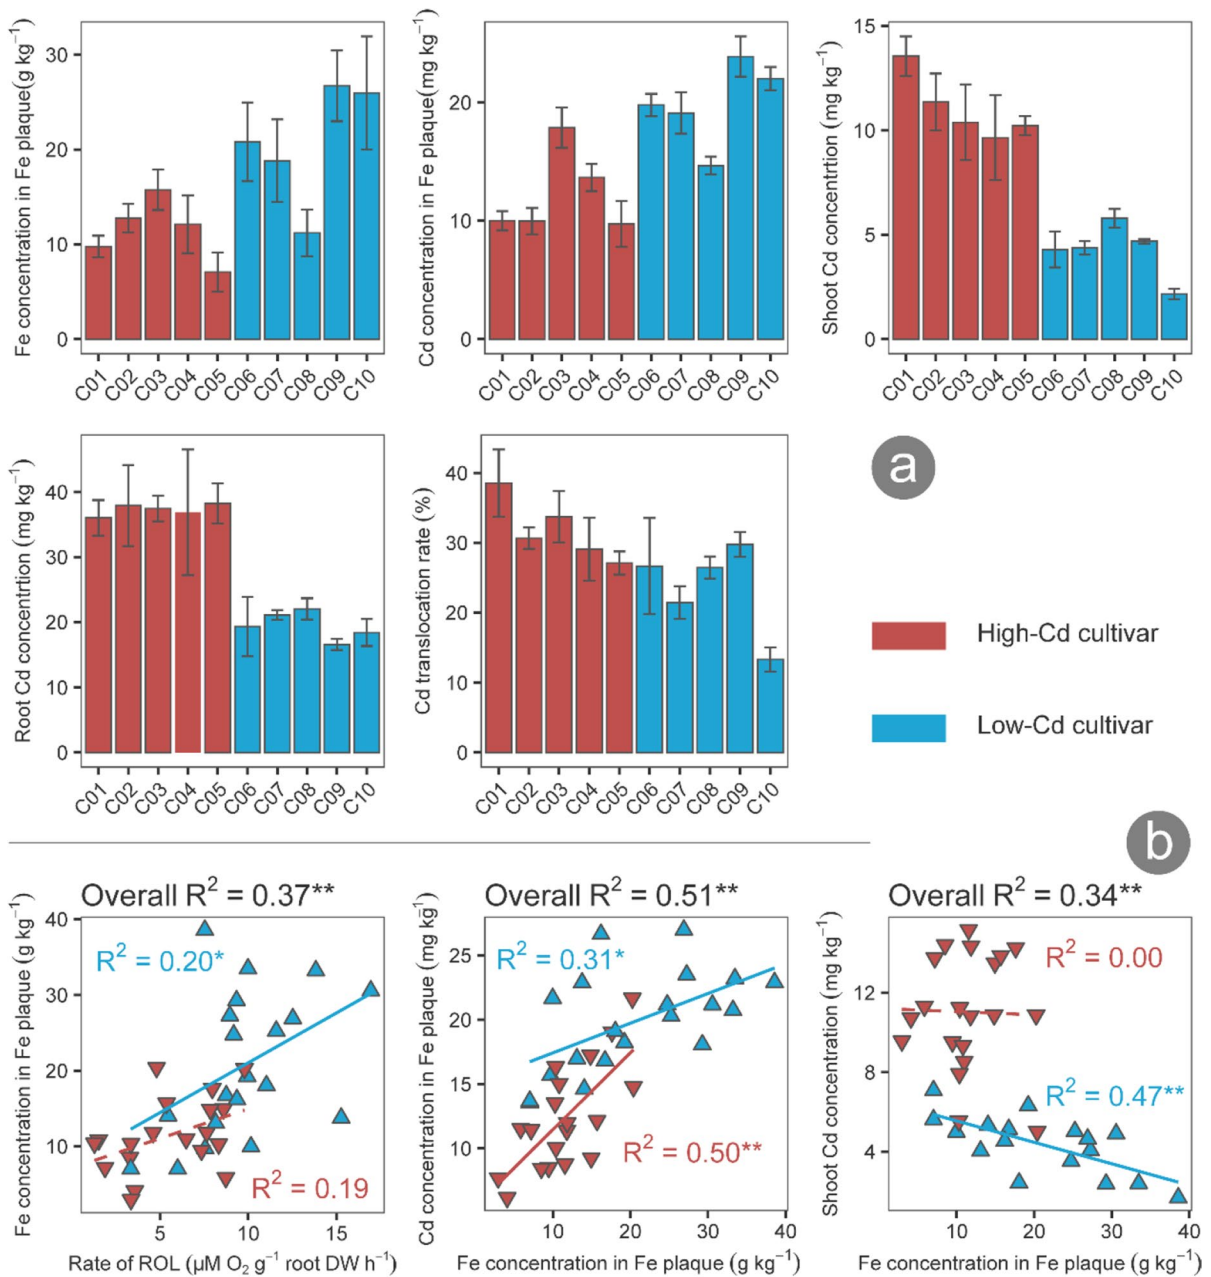 Fe concentration in Fe plaque(g kg⁻¹)
30
20
10
0
C01 C02 C03 C04 C05 C06 C07 C08 C09 C10
Cd concentration in Fe plaque(mg kg⁻¹)
20
10
0
C01 C02 C03 C04 C05 C06 C07 C08 C09 C10
Shoot Cd concentrtion (mg kg⁻¹)
15
10
5
0
C01 C02 C03 C04 C05 C06 C07 C08 C09 C10
Root Cd concentrtion (mg kg⁻¹)
40
30
20
10
0
C01 C02 C03 C04 C05 C06 C07 C08 C09 C10
Cd translocation rate (%)
40
30
20
10
0
C01 C02 C03 C04 C05 C06 C07 C08 C09 C10
a
High-Cd cultivar
Low-Cd cultivar
b
Overall R² = 0.37**
Fe concentration in Fe plaque (g kg⁻¹)
40
30
20
10
R² = 0.20*
R² = 0.19
5 10 15
Rate of ROL (µM O₂ g⁻¹ root DW h⁻¹)
Overall R² = 0.51**
Cd concentration in Fe plaque (mg kg⁻¹)
25
20
15
10
R² = 0.31*
R² = 0.50**
10 20 30 40
Fe concentration in Fe plaque (g kg⁻¹)
Overall R² = 0.34**
Shoot Cd concentration (mg kg⁻¹)
12
8
4
R² = 0.00
R² = 0.47**
10 20 30 40
Fe concentration in Fe plaque (g kg⁻¹)